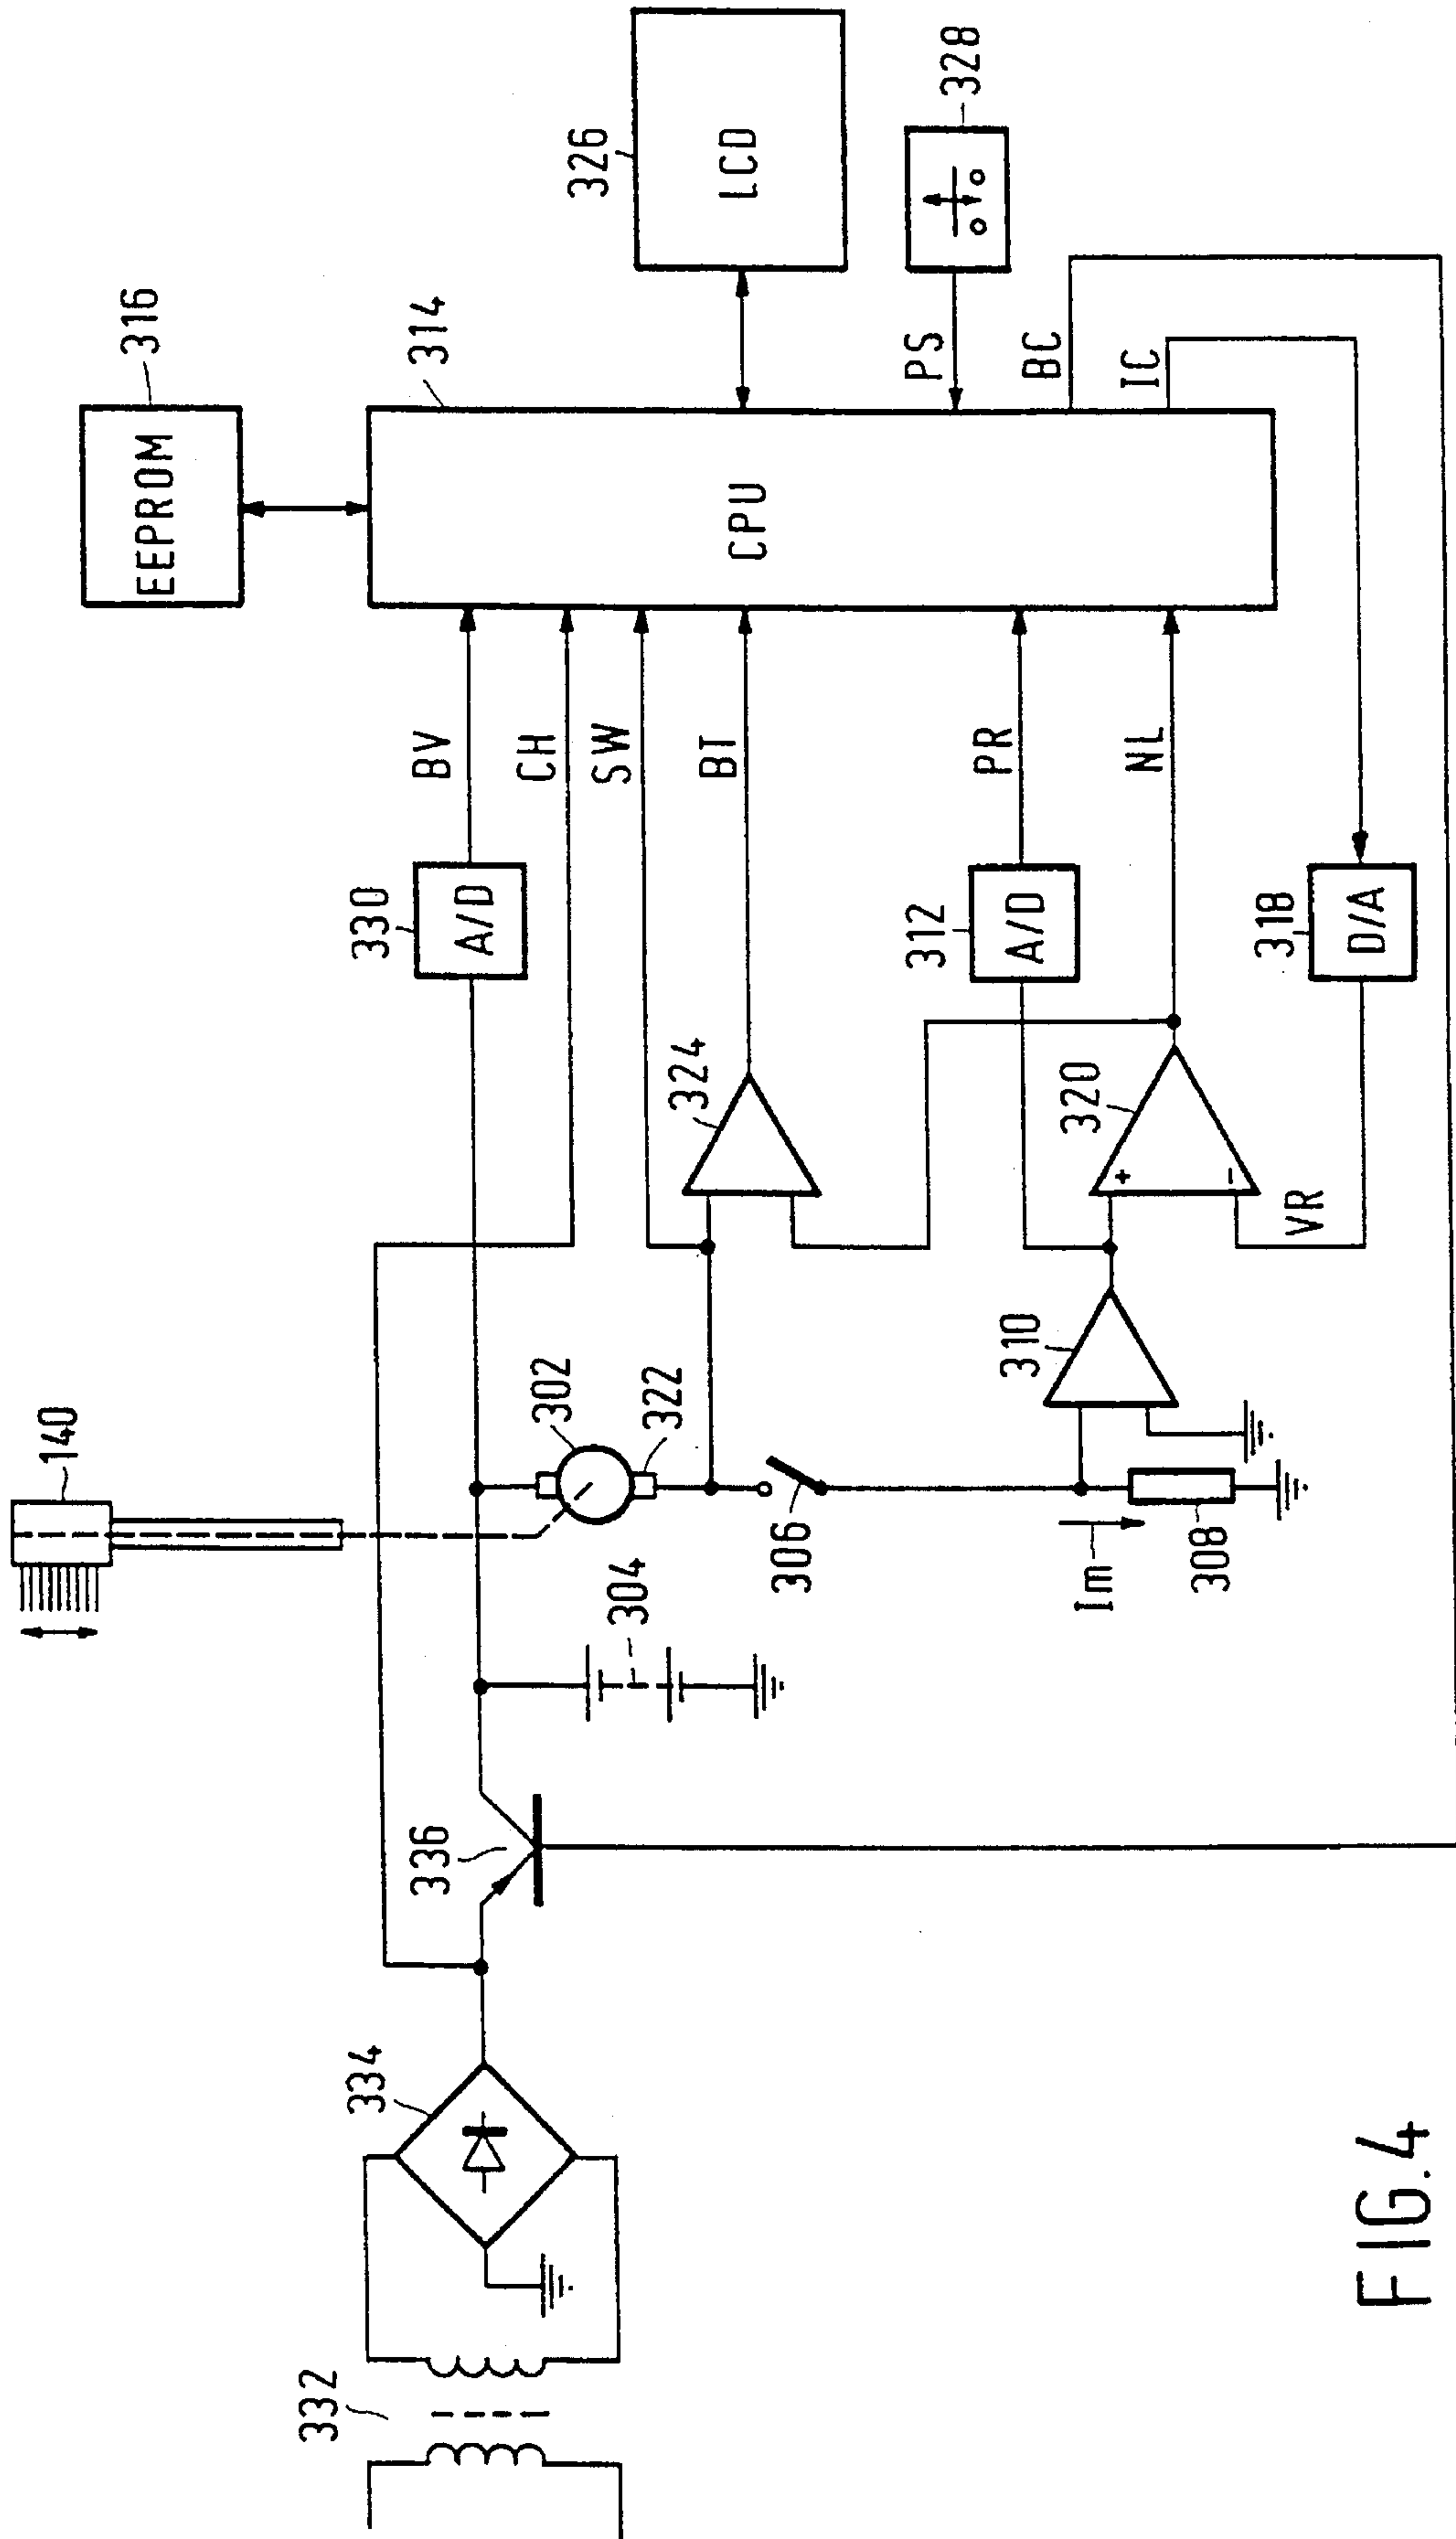 316
EEPROM
314
CPU
326
LCD
328
PS
BC
IC
BV
CH
SW
BT
PR
NL
330
A/D
312
A/D
318
D/A
324
320
+
-
VR
310
140
302
322
306
304
Im
308
336
334
332
FIG.4